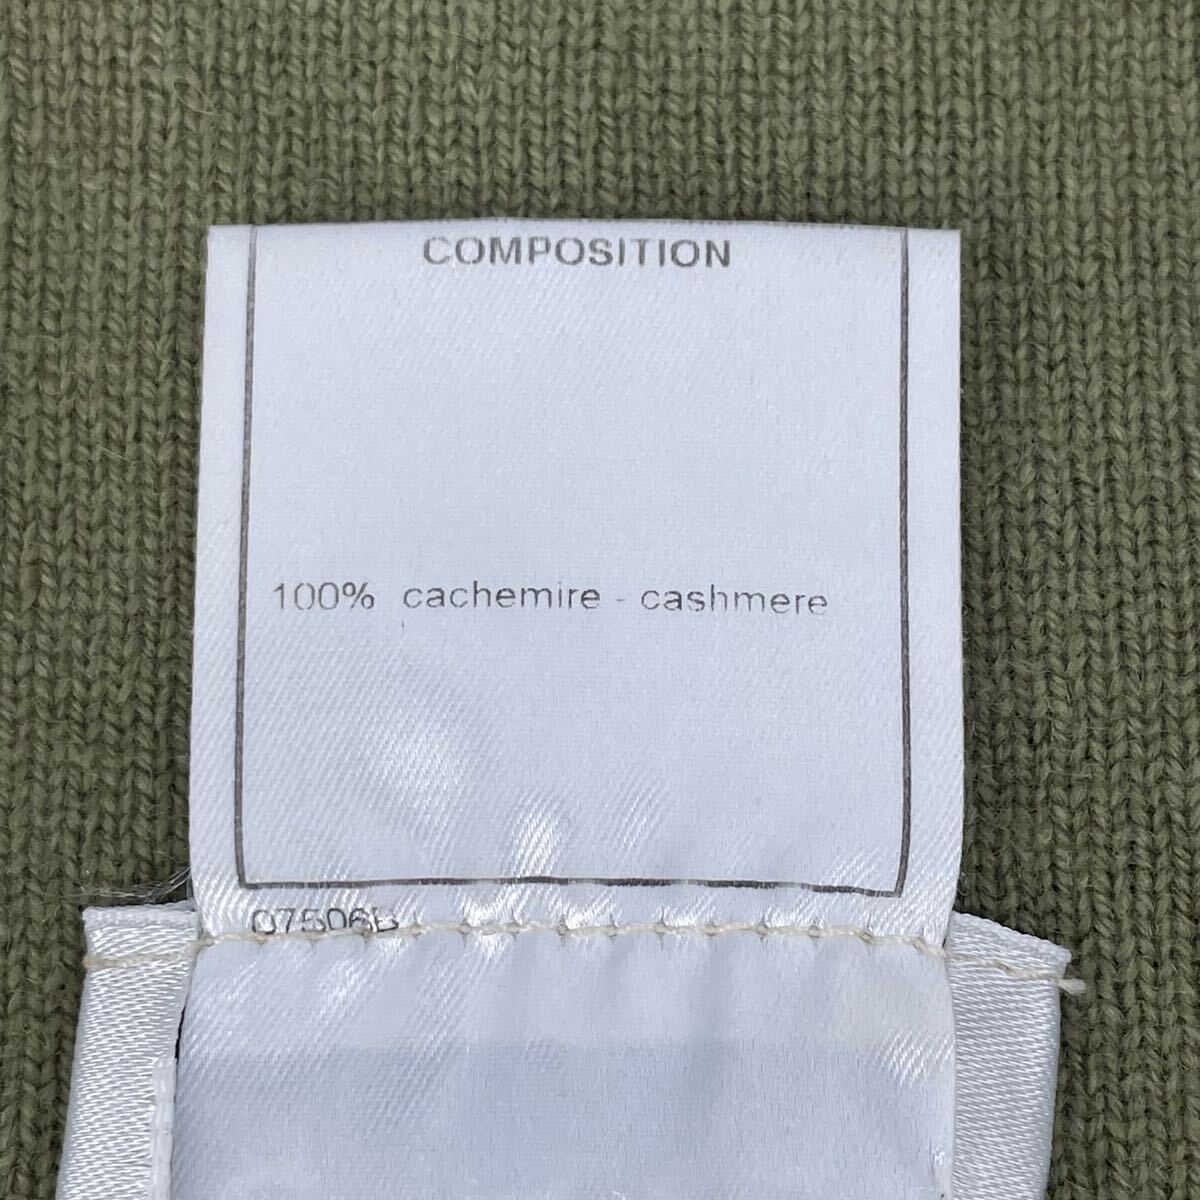 COMPOSITION
100% cachemire - cashmere